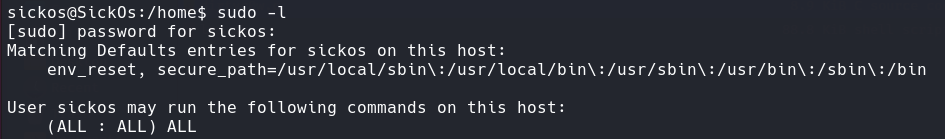 sickos@SickOs:/home$ sudo -l
[sudo] password for sickos:
Matching Defaults entries for sickos on this host:
    env_reset, secure_path=/usr/local/sbin\:/usr/local/bin\:/usr/sbin\:/usr/bin\:/sbin\:/bin

User sickos may run the following commands on this host:
    (ALL : ALL) ALL